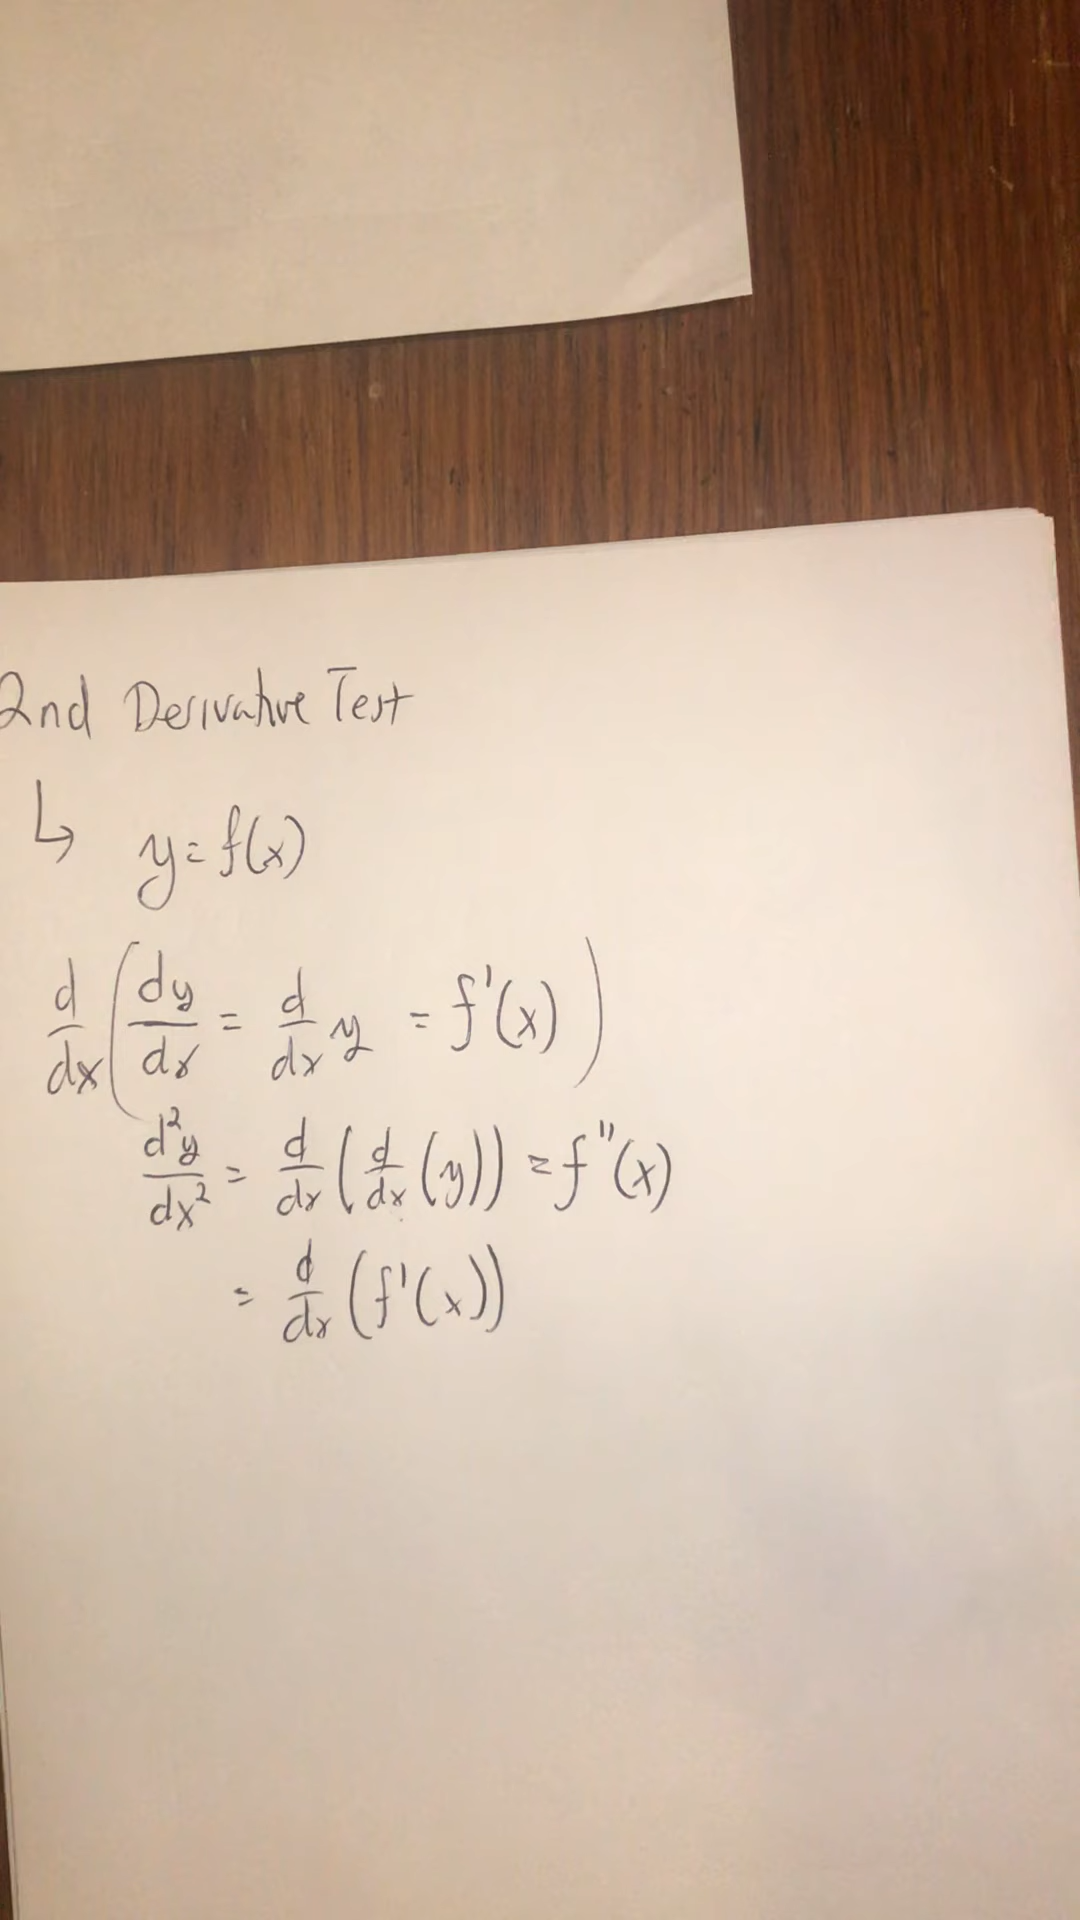 2nd Derivative Test
↳ y = f(x)
d/dx (dy/dx = d/dx y = f'(x))
d²y/dx² = d/dx (d/dx (y)) = f''(x)
= d/dx (f'(x))